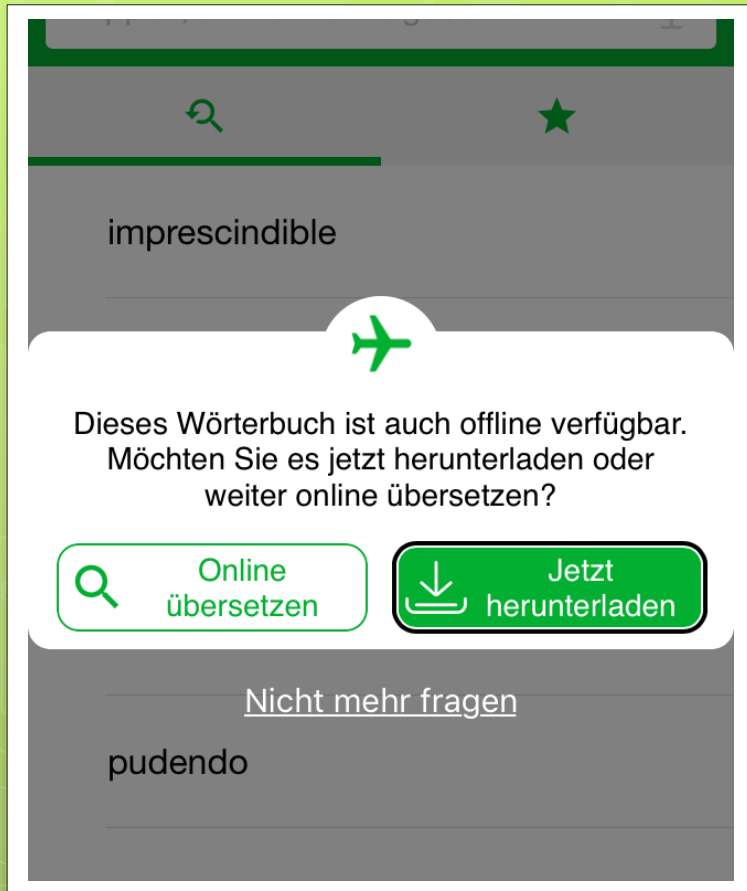 imprescindible
Dieses Wörterbuch ist auch offline verfügbar.
Möchten Sie es jetzt herunterladen oder
weiter online übersetzen?
Online
übersetzen
Jetzt
herunterladen
Nicht mehr fragen
pudendo